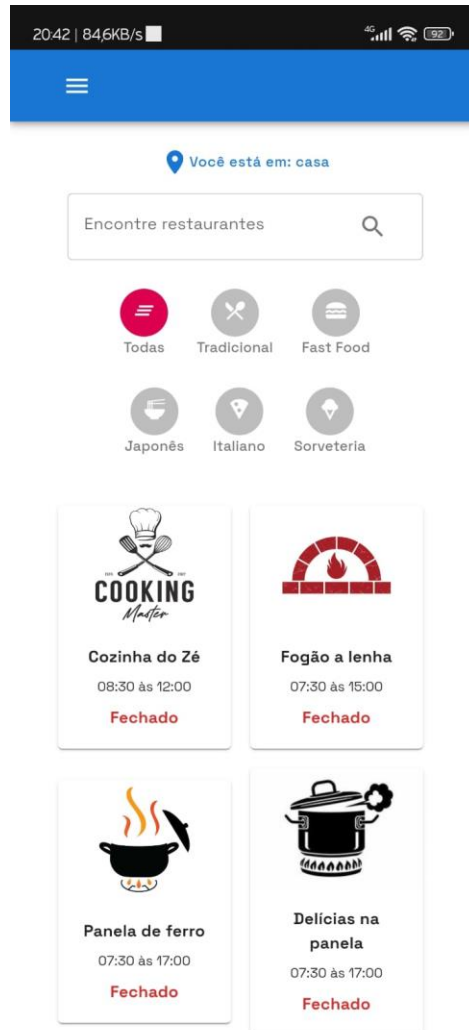 20:42 | 84,6KB/s
4G
92
Você está em: casa
Encontre restaurantes
Todas
Tradicional
Fast Food
Japonês
Italiano
Sorveteria
COOKING
Master
Cozinha do Zé
08:30 às 12:00
Fechado
Fogão a lenha
07:30 às 15:00
Fechado
Panela de ferro
07:30 às 17:00
Fechado
Delícias na
panela
07:30 às 17:00
Fechado